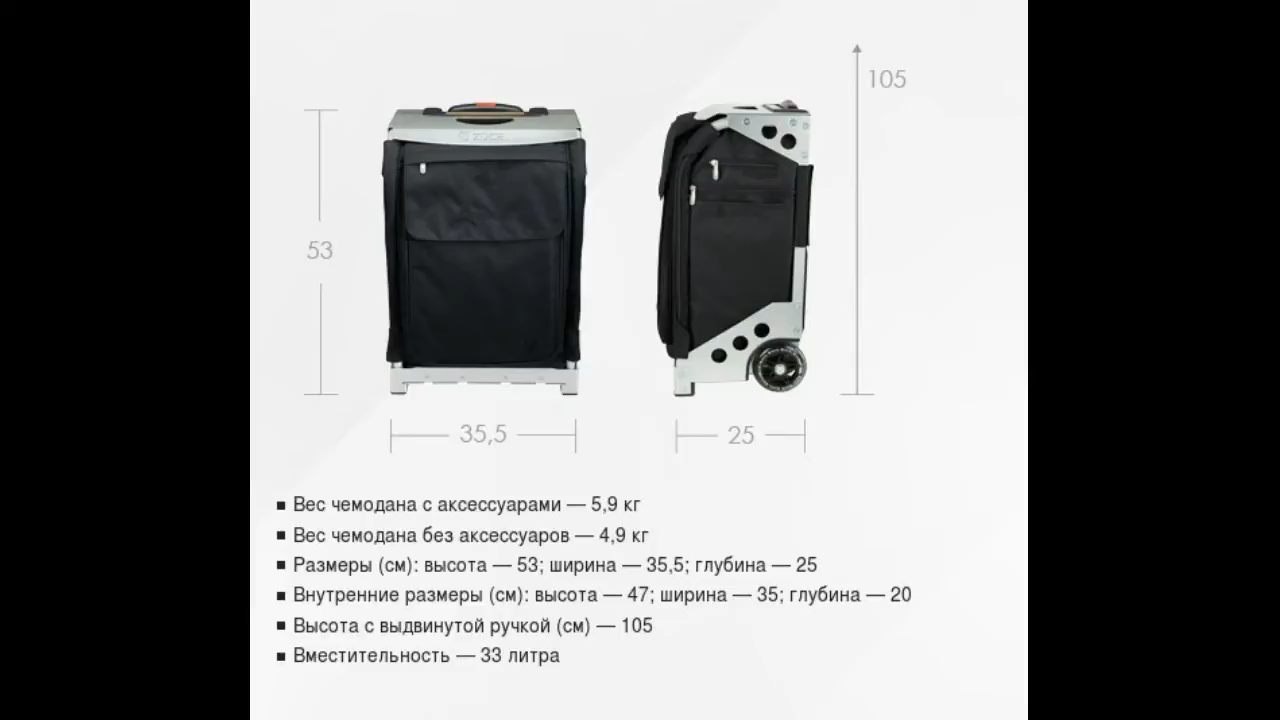 105
53
35,5
25
Вес чемодана с аксессуарами — 5,9 кг
Вес чемодана без аксессуаров — 4,9 кг
Размеры (см): высота — 53; ширина — 35,5; глубина — 25
Внутренние размеры (см): высота — 47; ширина — 35; глубина — 20
Высота с выдвинутой ручкой (см) — 105
Вместительность — 33 литра